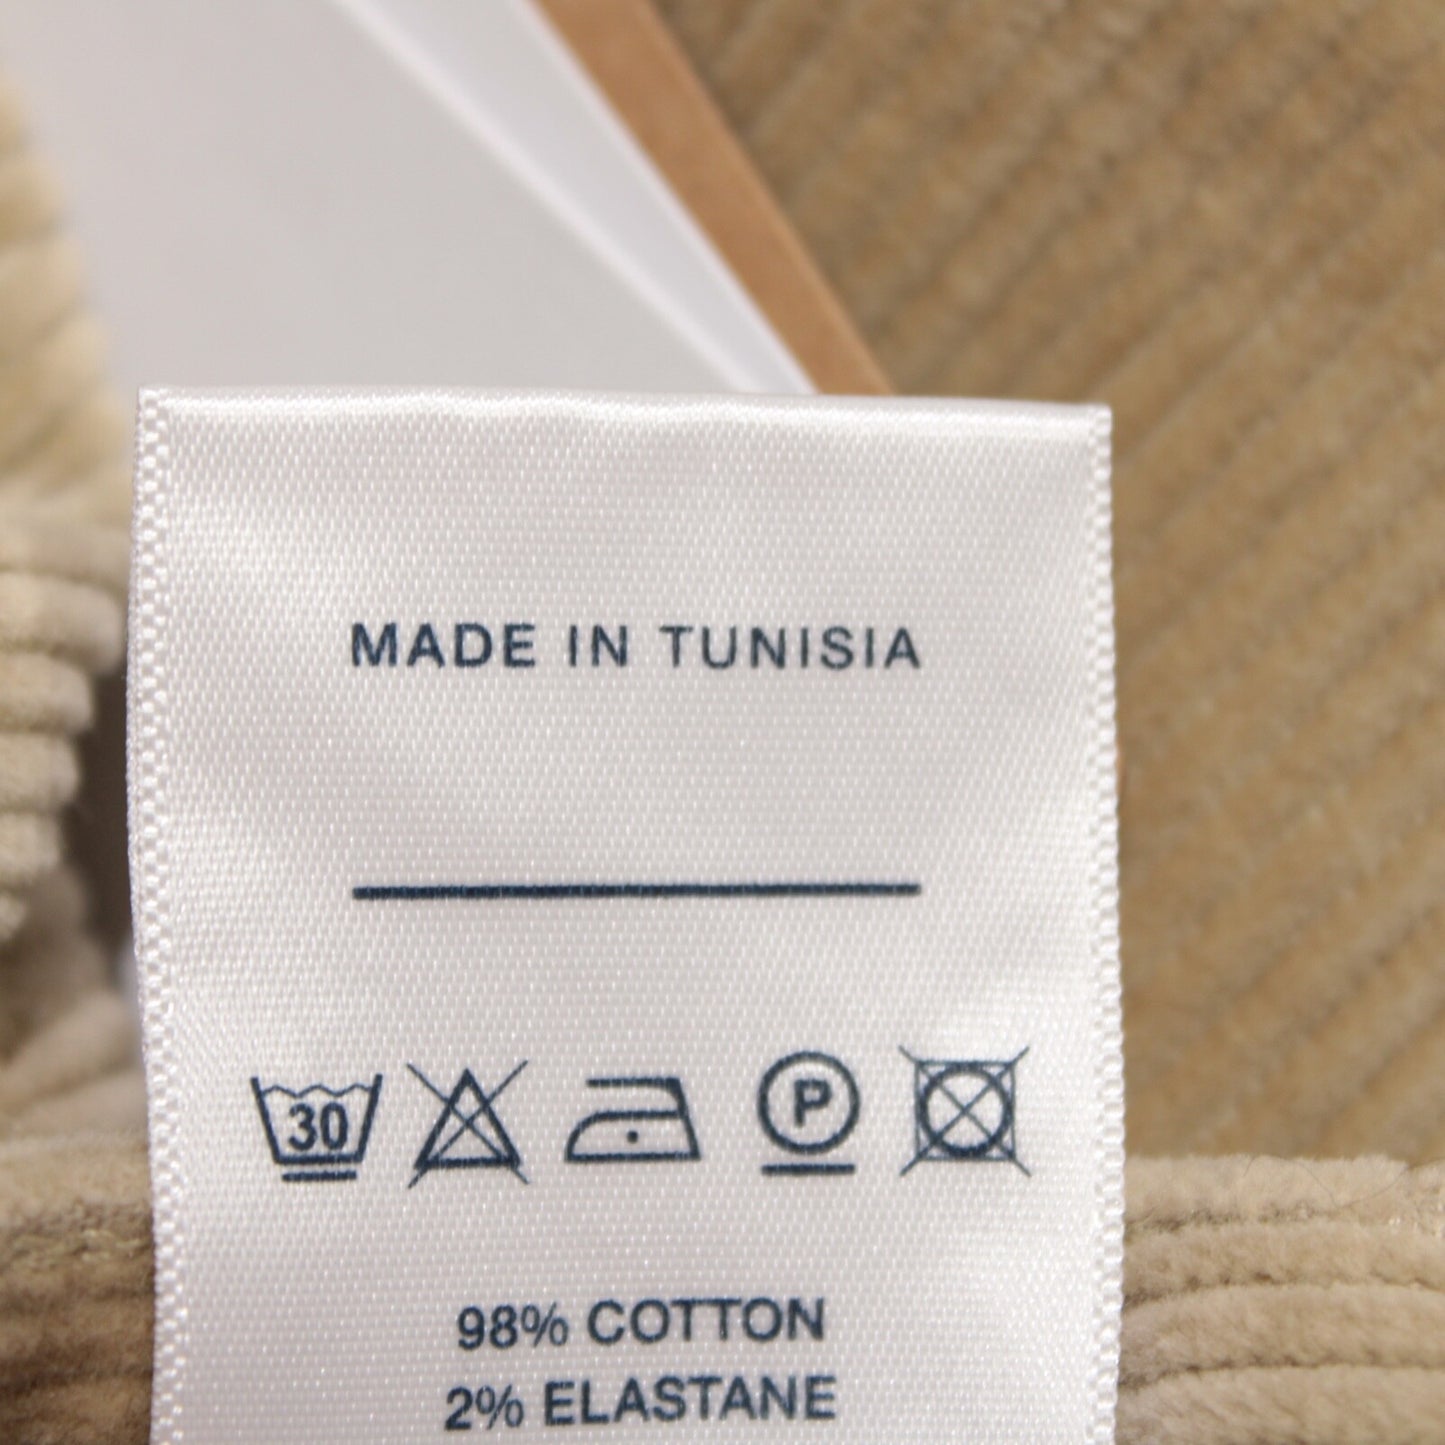 MADE IN TUNISIA
30 P
98% COTTON
2% ELASTANE